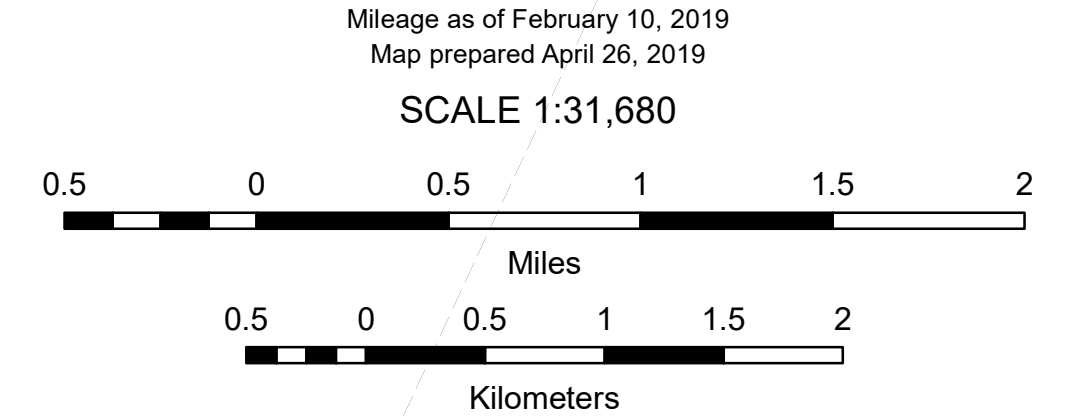 Mileage as of February 10, 2019
Map prepared April 26, 2019
SCALE 1:31,680
0.5 0 0.5 1 1.5 2
Miles
0.5 0 0.5 1 1.5 2
Kilometers